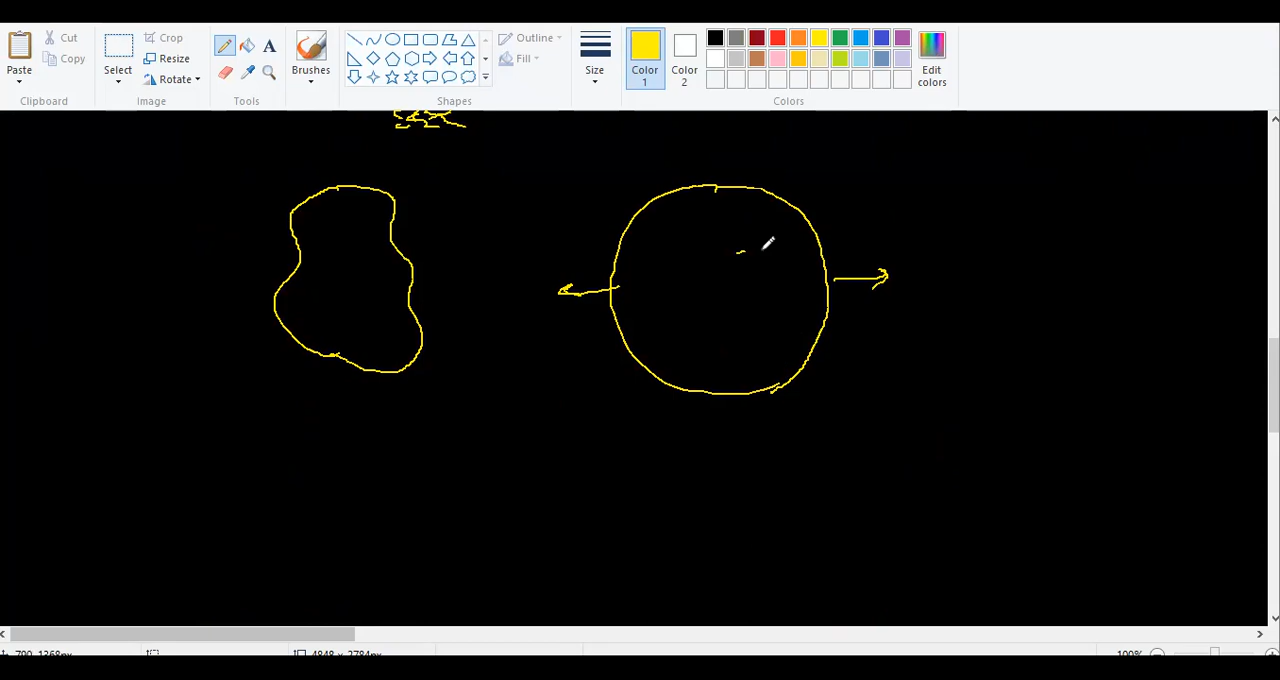 Paste
Cut
Copy
Clipboard
Select
Crop
Resize
Rotate
Image
A
Tools
Brushes
Outline
Fill
Shapes
Size
Color 1
Color 2
Edit colors
Colors
100%